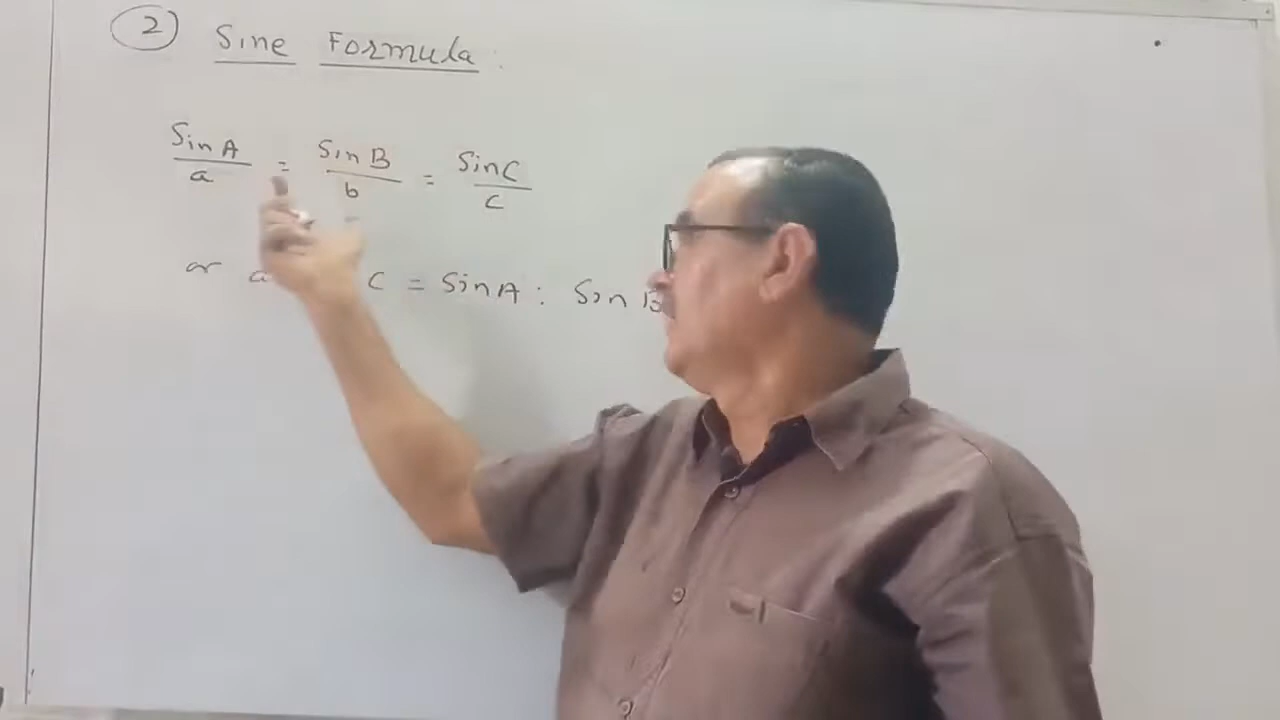 2 Sine Formula :
Sin A = Sin B = Sin C
a b c
or a c = Sin A : Sin B